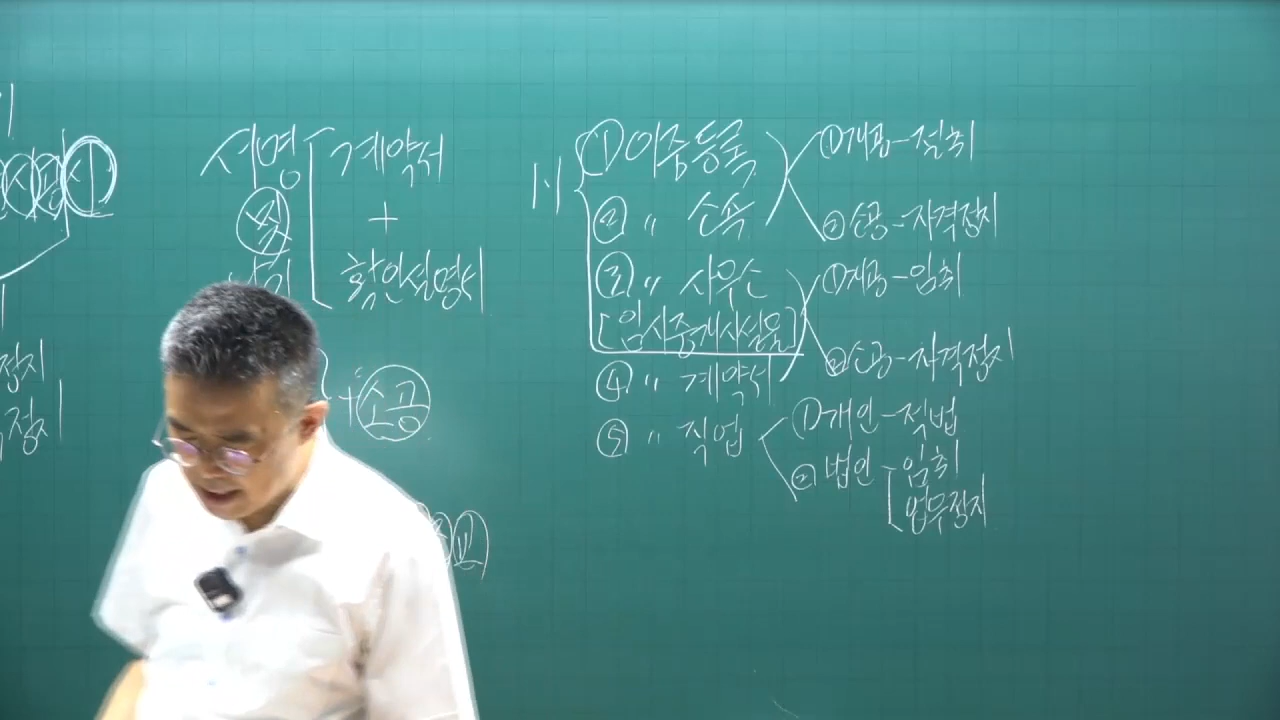 서명
및
계약서
+
확인설명서
+소공
1-1
①이중등록
② 〃 소속
③ 〃 사무소
[임시중개시설물]
④ 〃 계약서
⑤ 〃 직업
①개공-절취
②소공-자격정지
①개공-임취
②소공-자격정지
①개인-적법
②법인
임취
업무정지
정지